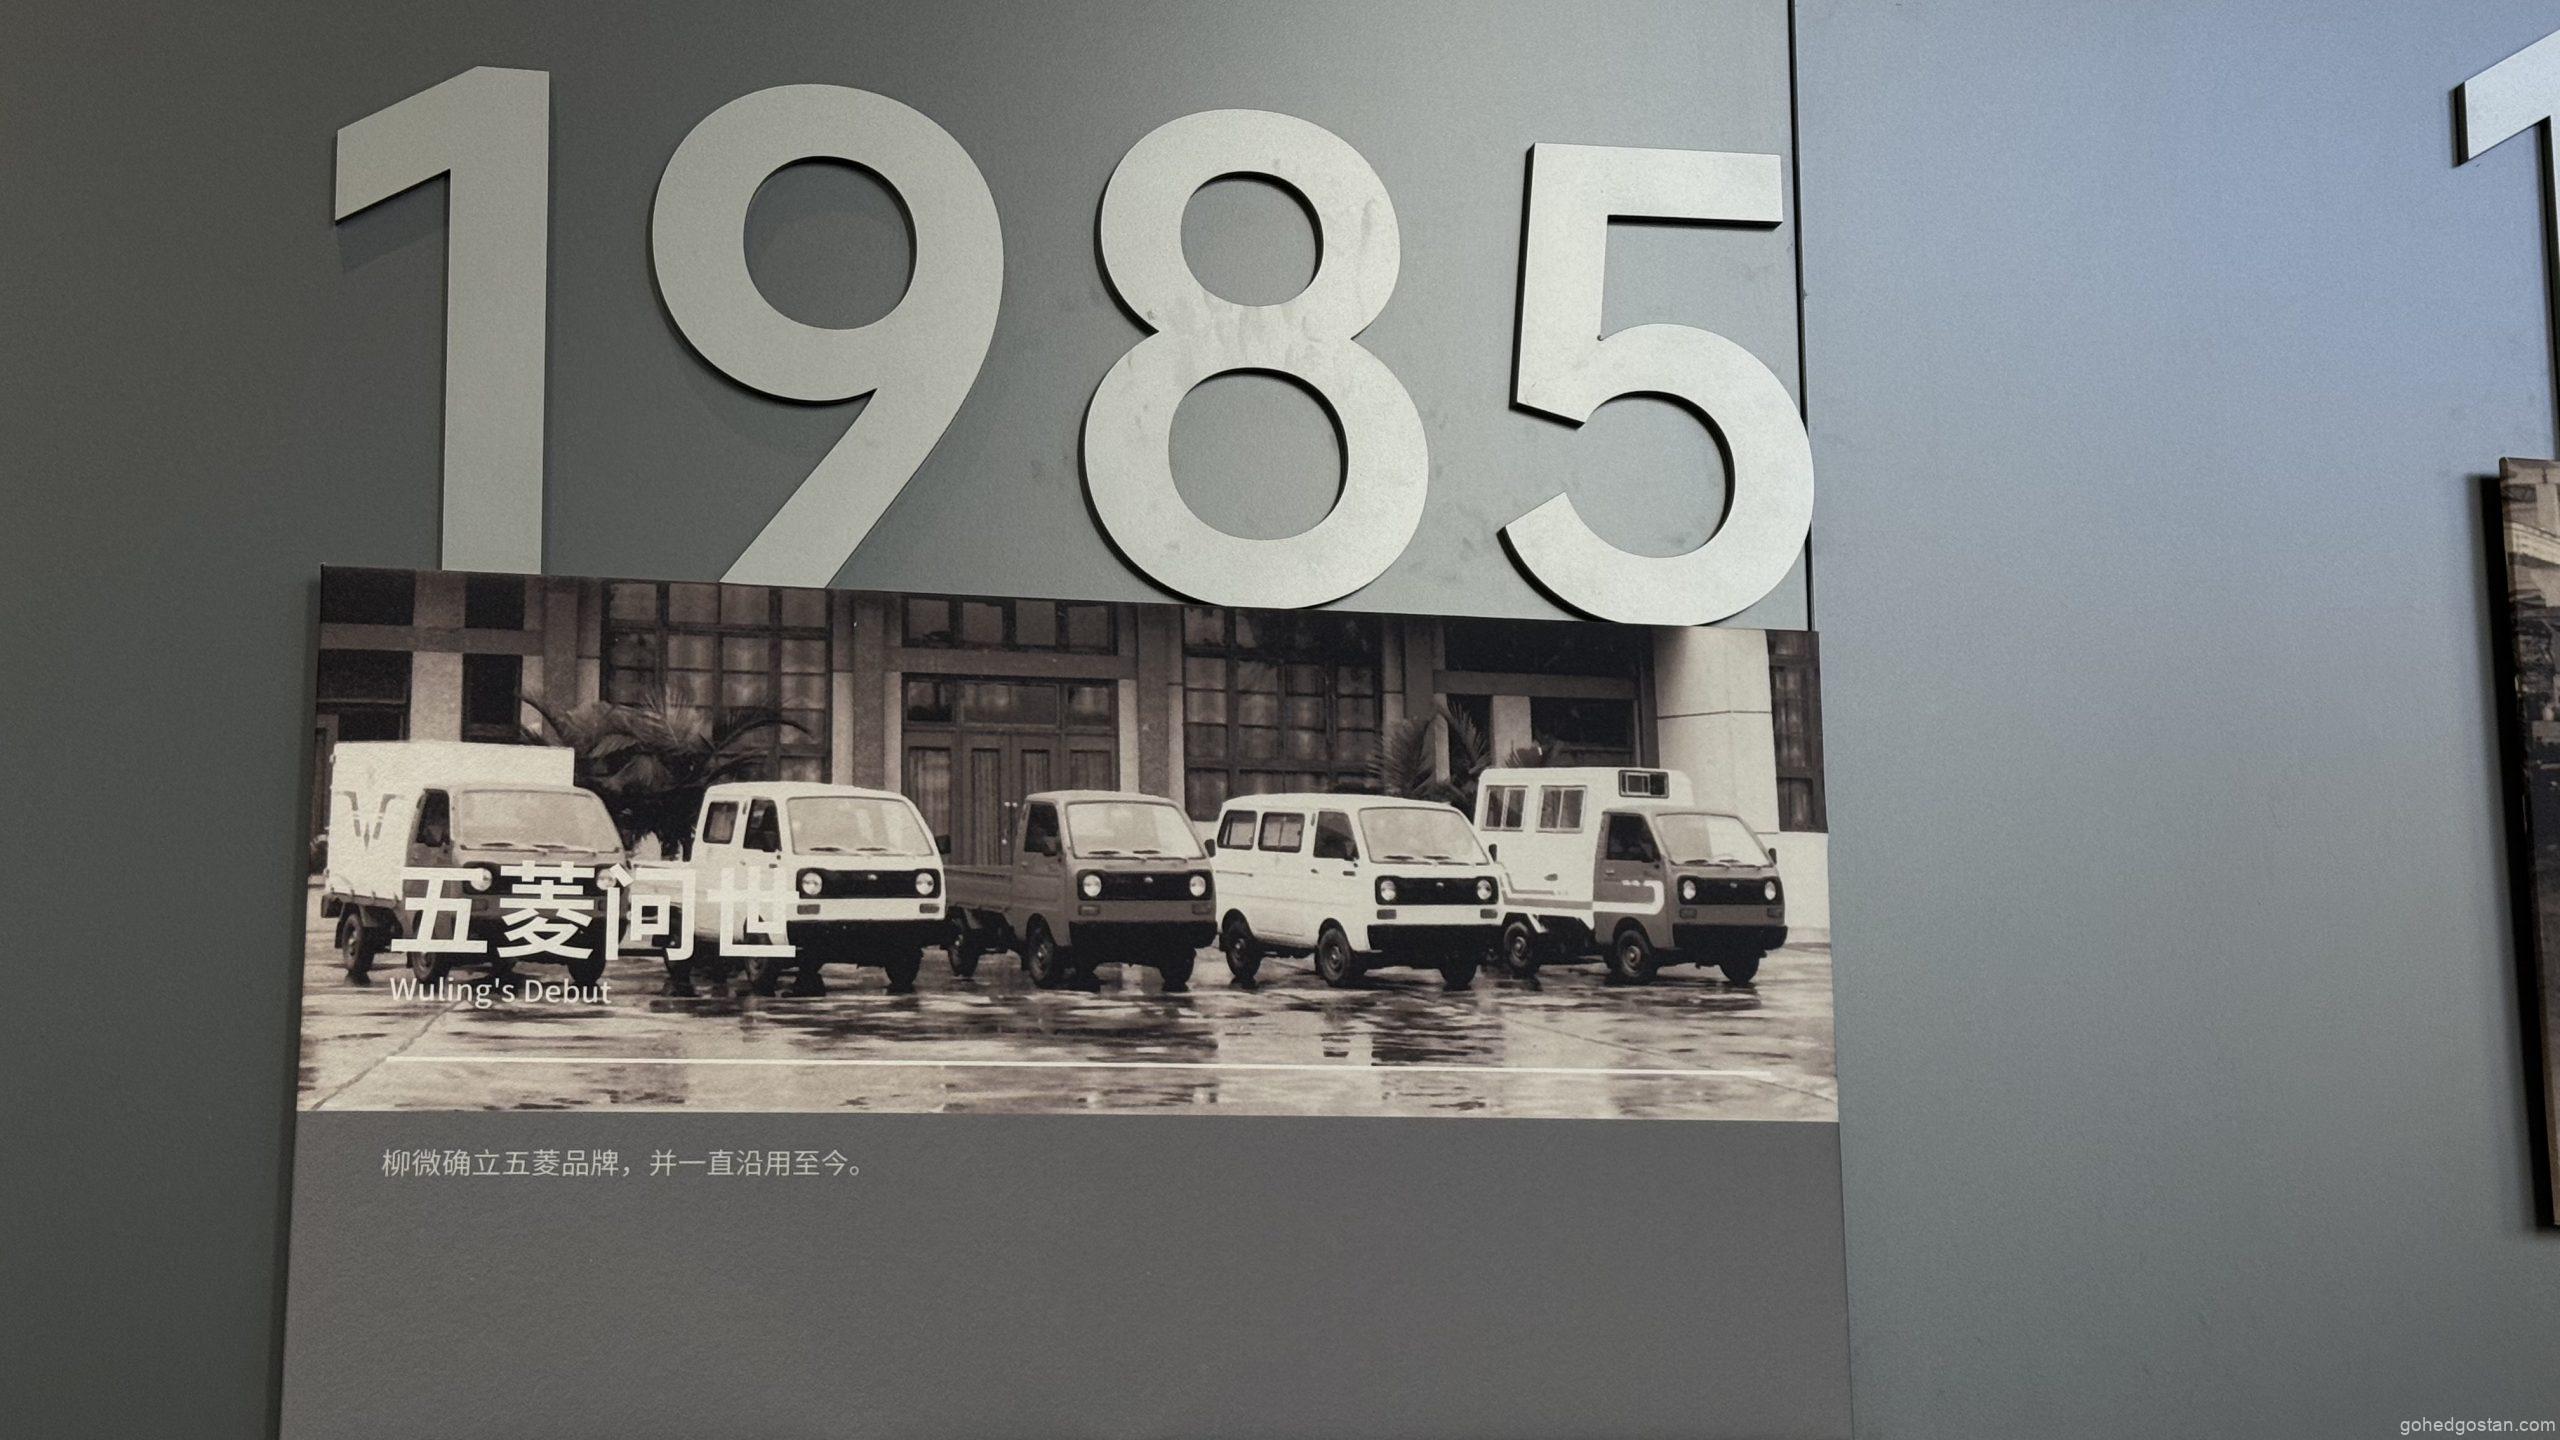 1985
五菱问世
Wuling's Debut
柳微确立五菱品牌，并一直沿用至今。
gohedgostan.com